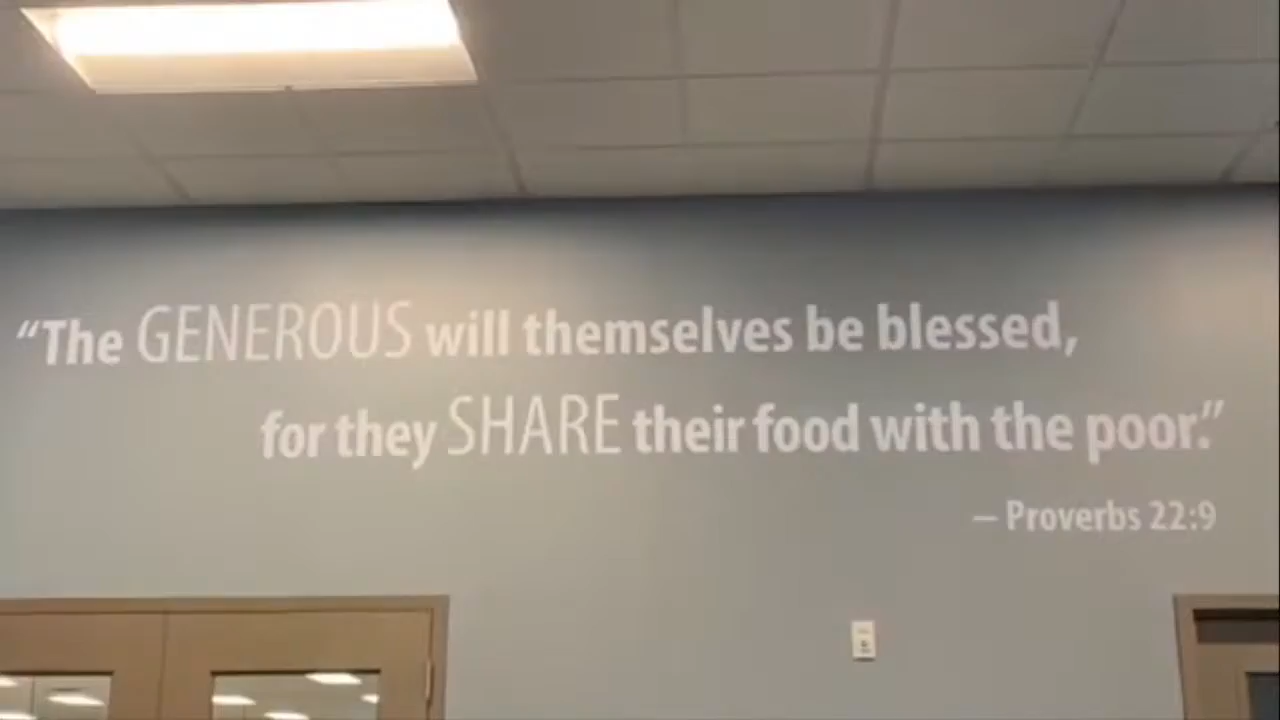 “The GENEROUS will themselves be blessed,
for they SHARE their food with the poor.”
– Proverbs 22:9